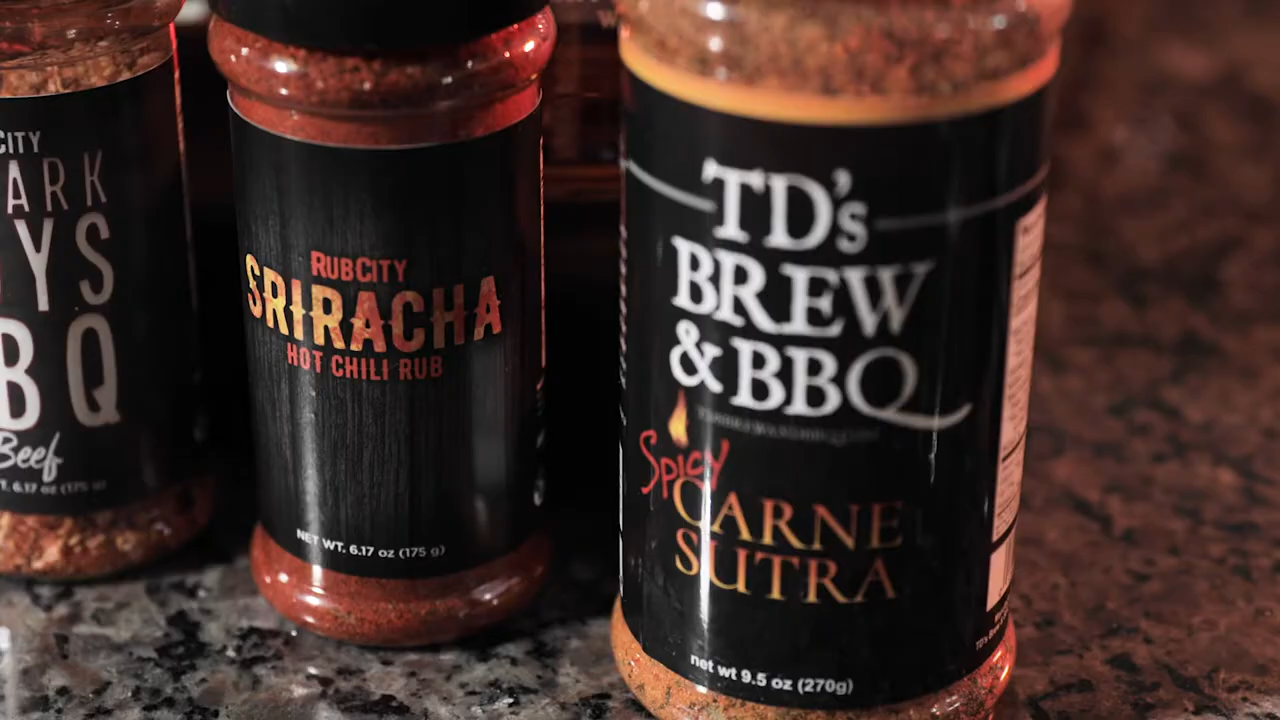 CITY
ARK
YS
BQ
Beef
T. 6.17 oz (175 g)
RUBCITY
SRIRACHA
HOT CHILI RUB
NET WT. 6.17 oz (175 g)
TD's
BREW
& BBQ
Spicy
CARNE
SUTRA
net wt 9.5 oz (270g)